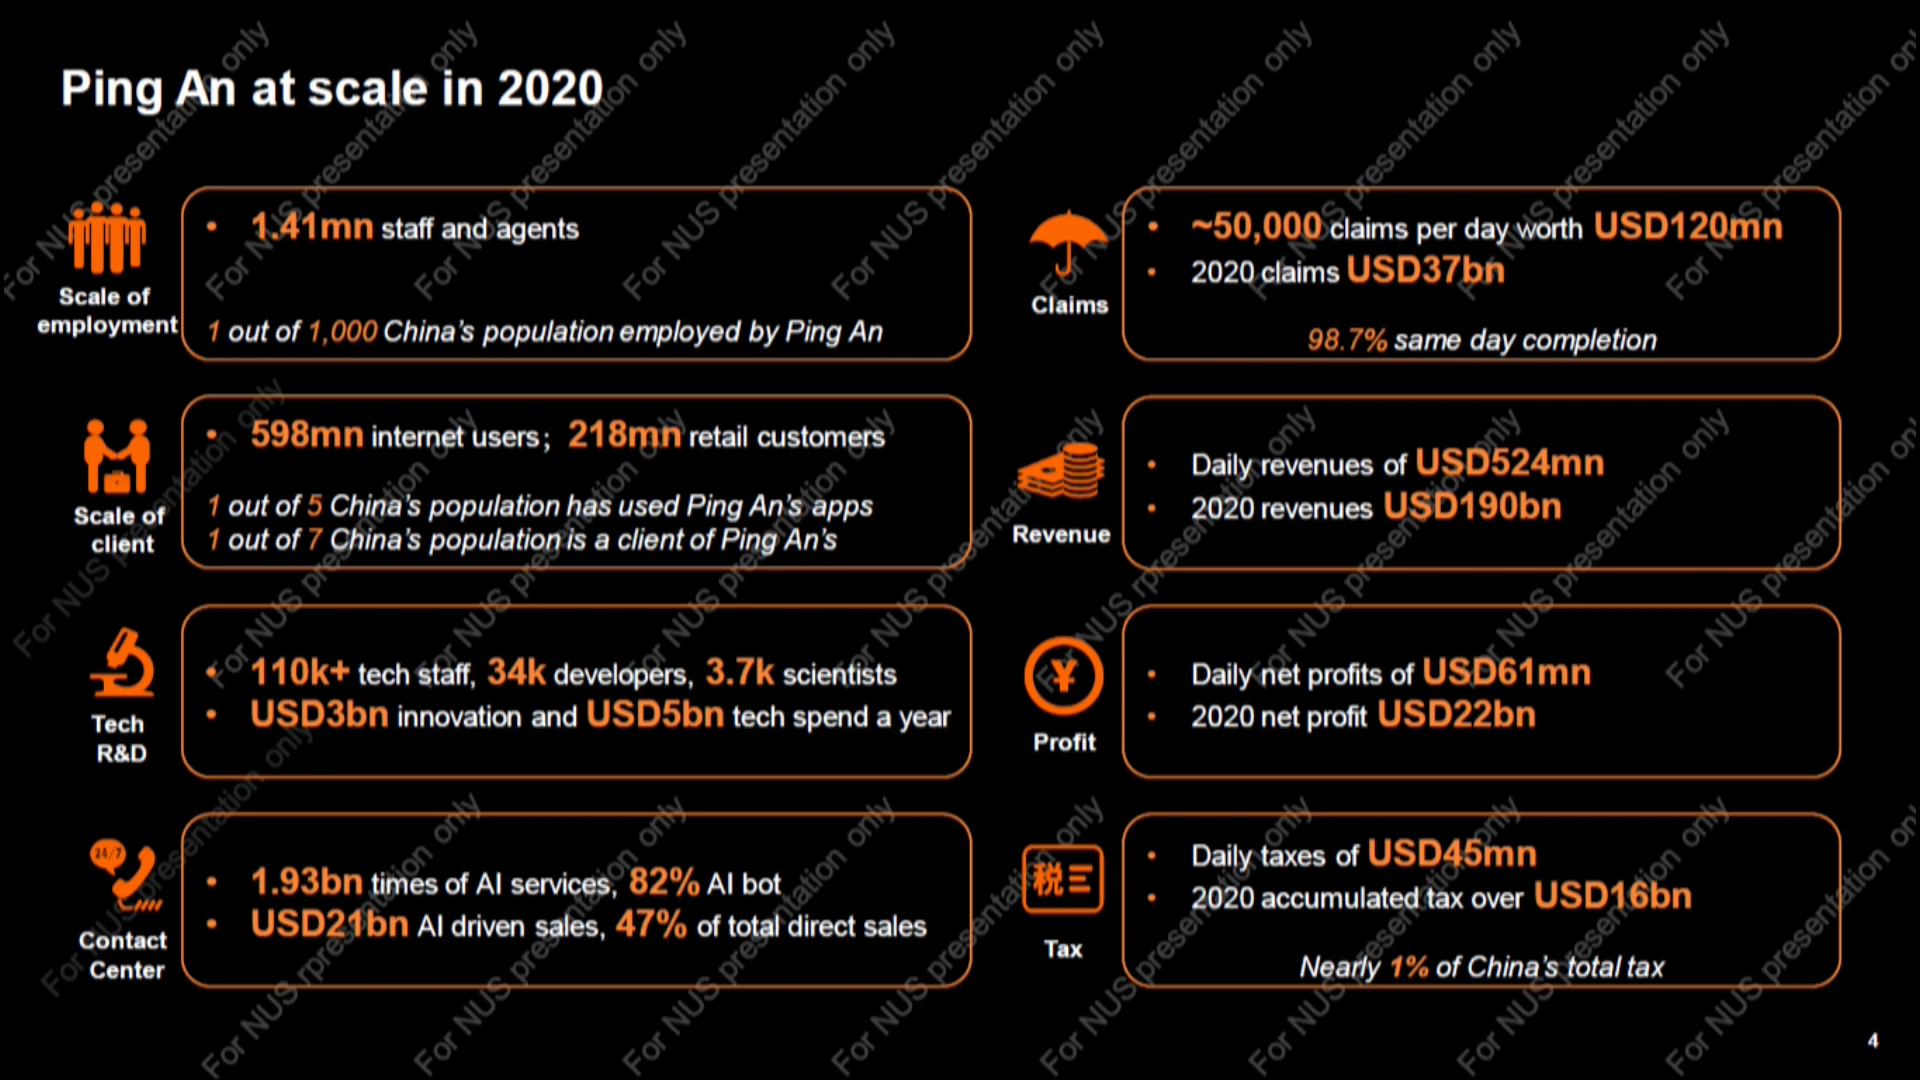 Ping An at scale in 2020
Scale of
employment
• 1.41mn staff and agents
1 out of 1,000 China's population employed by Ping An
Scale of
client
• 598mn internet users; 218mn retail customers
1 out of 5 China's population has used Ping An's apps
1 out of 7 China's population is a client of Ping An's
Tech
R&D
• 110k+ tech staff, 34k developers, 3.7k scientists
• USD3bn innovation and USD5bn tech spend a year
24/7
Contact
Center
• 1.93bn times of AI services, 82% AI bot
• USD21bn AI driven sales, 47% of total direct sales
Claims
• ~50,000 claims per day worth USD120mn
• 2020 claims USD37bn
98.7% same day completion
Revenue
• Daily revenues of USD524mn
• 2020 revenues USD190bn
¥
Profit
• Daily net profits of USD61mn
• 2020 net profit USD22bn
税
Tax
• Daily taxes of USD45mn
• 2020 accumulated tax over USD16bn
Nearly 1% of China's total tax
4
For NUS rpresentation only